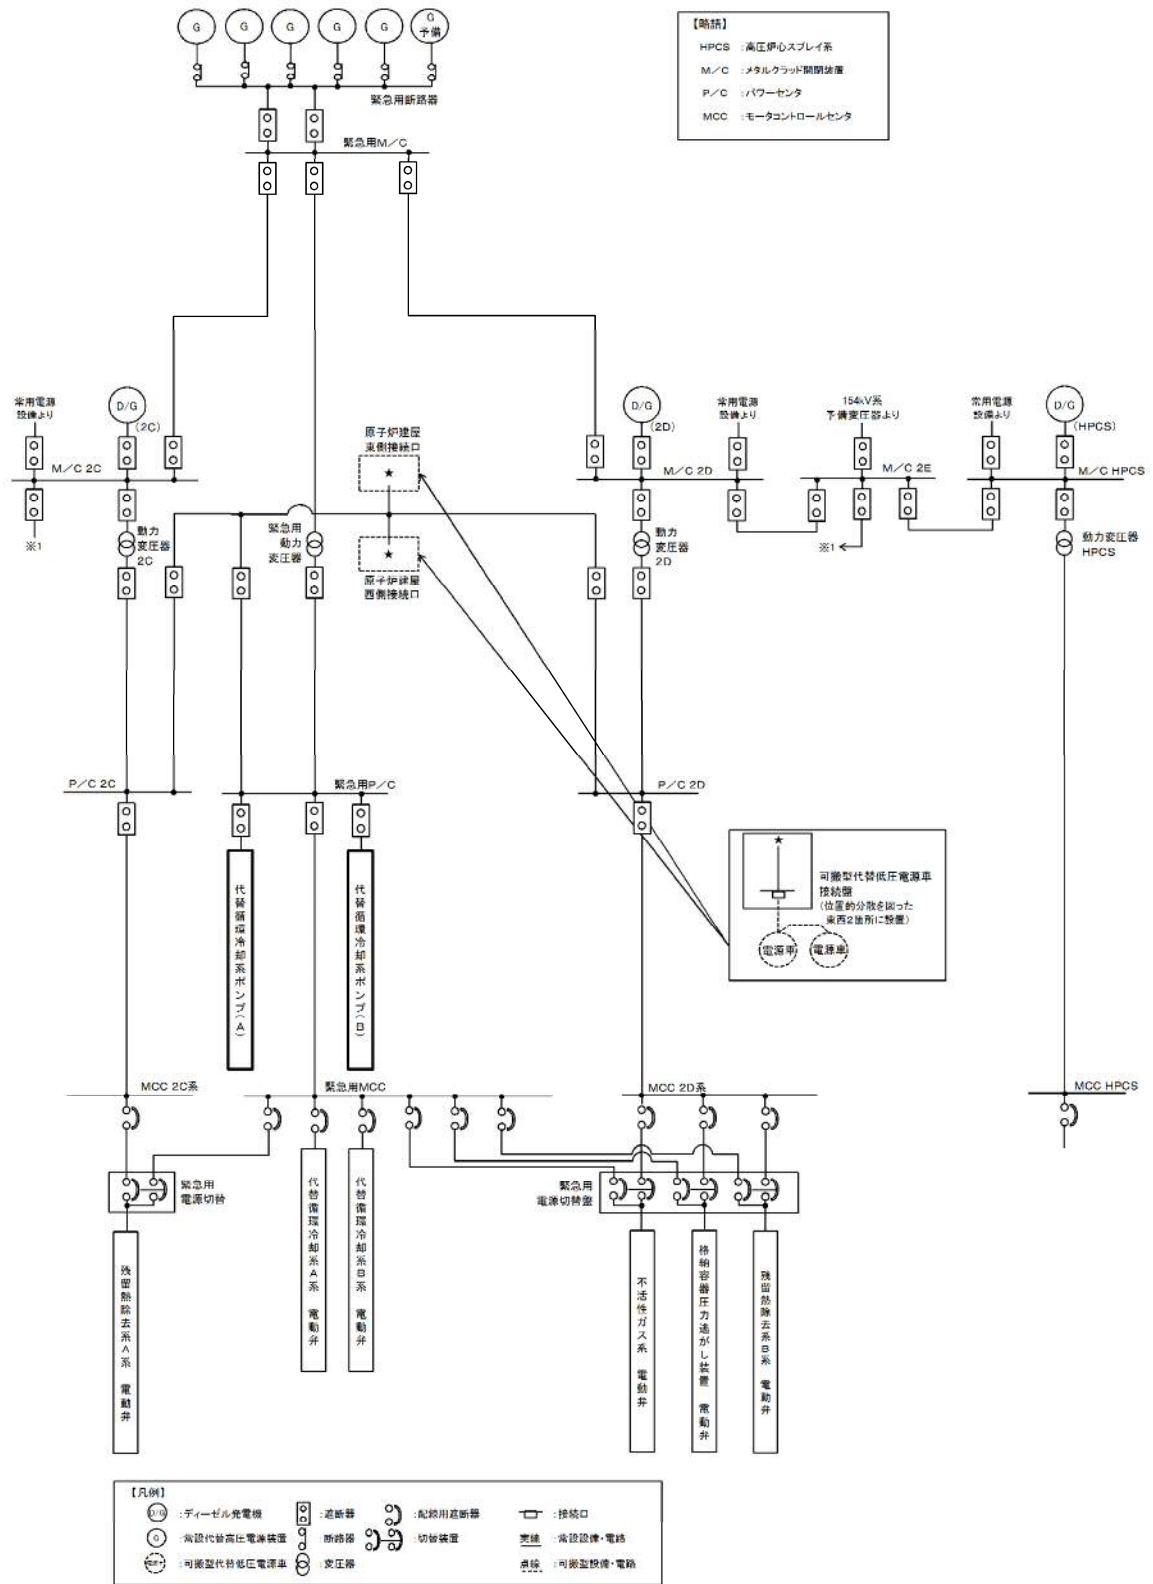 G
G
G
G
G
G
予備
緊急用断路器
【略語】
HPCS :高圧炉心スプレイ系
M/C :メタルクラッド開閉装置
P/C :パワーセンタ
MCC :モータコントロールセンタ
緊急用M/C
常用電源
設備より
D/G
(2C)
M/C 2C
※1
動力
変圧器
2C
原子炉建屋
東側接続口
★
緊急用
動力
変圧器
★
原子炉建屋
西側接続口
D/G
(2D)
M/C 2D
動力
変圧器
2D
常用電源
設備より
154kV系
予備変圧器より
M/C 2E
※1
常用電源
設備より
D/G
(HPCS)
M/C HPCS
動力変圧器
HPCS
P/C 2C
緊急用P/C
P/C 2D
代替循環冷却系ポンプ(A)
代替循環冷却系ポンプ(B)
★
可搬型代替低圧電源車
接続盤
(位置的分散を図った
東西2箇所に設置)
電源車
電源車
MCC 2C系
緊急用MCC
MCC 2D系
MCC HPCS
緊急用
電源切替
緊急用
電源切替盤
残留熱除去系A系 電動弁
代替循環冷却系A系 電動弁
代替循環冷却系B系 電動弁
不活性ガス系 電動弁
格納容器圧力逃がし装置 電動弁
残留熱除去系B系 電動弁
【凡例】
D/G :ディーゼル発電機 :遮断器 :配線用遮断器 :接続口
G :常設代替高圧電源装置 :断路器 :切替装置 実線 :常設設備・電路
:可搬型代替低圧電源車 :変圧器 点線 :可搬型設備・電路